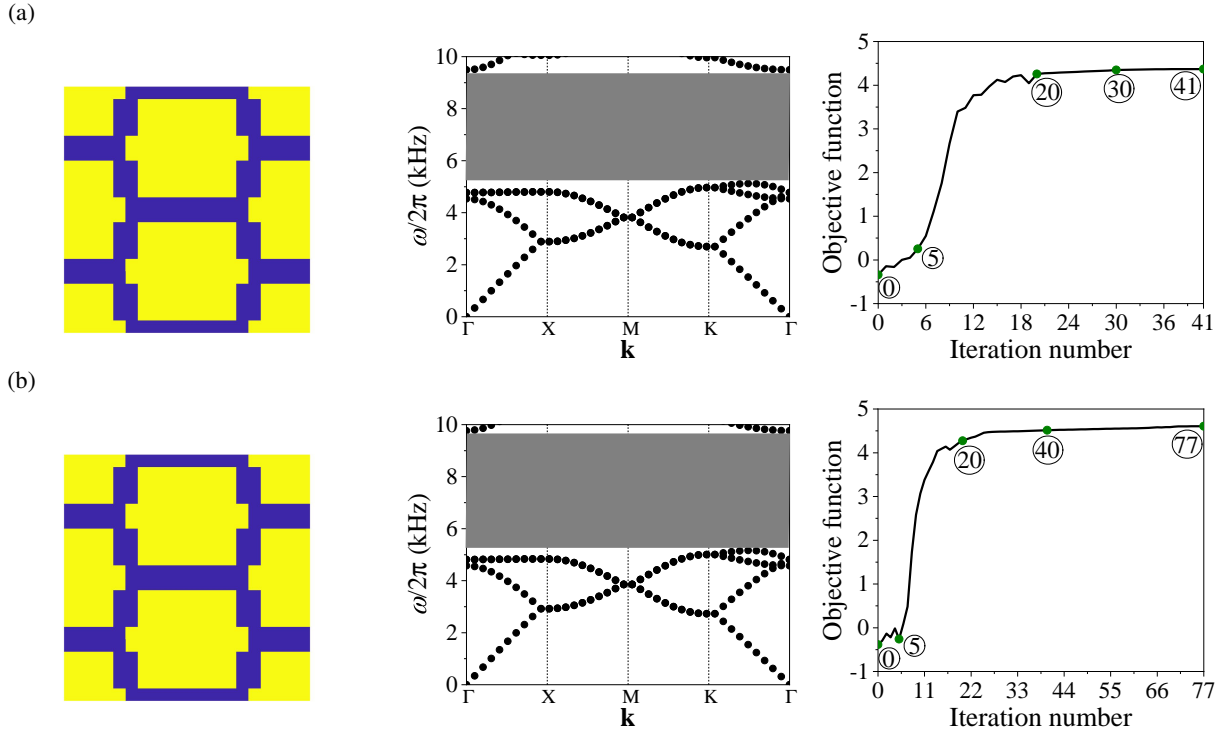 (a)
10
8
6
4
2
0
ω/2π (kHz)
Γ X M K Γ
k
5
4
3
2
1
0
-1
Objective function
0 5 20 30 41
0 6 12 18 24 30 36 41
Iteration number
(b)
10
8
6
4
2
0
ω/2π (kHz)
Γ X M K Γ
k
5
4
3
2
1
0
-1
Objective function
0 5 20 40 77
0 11 22 33 44 55 66 77
Iteration number